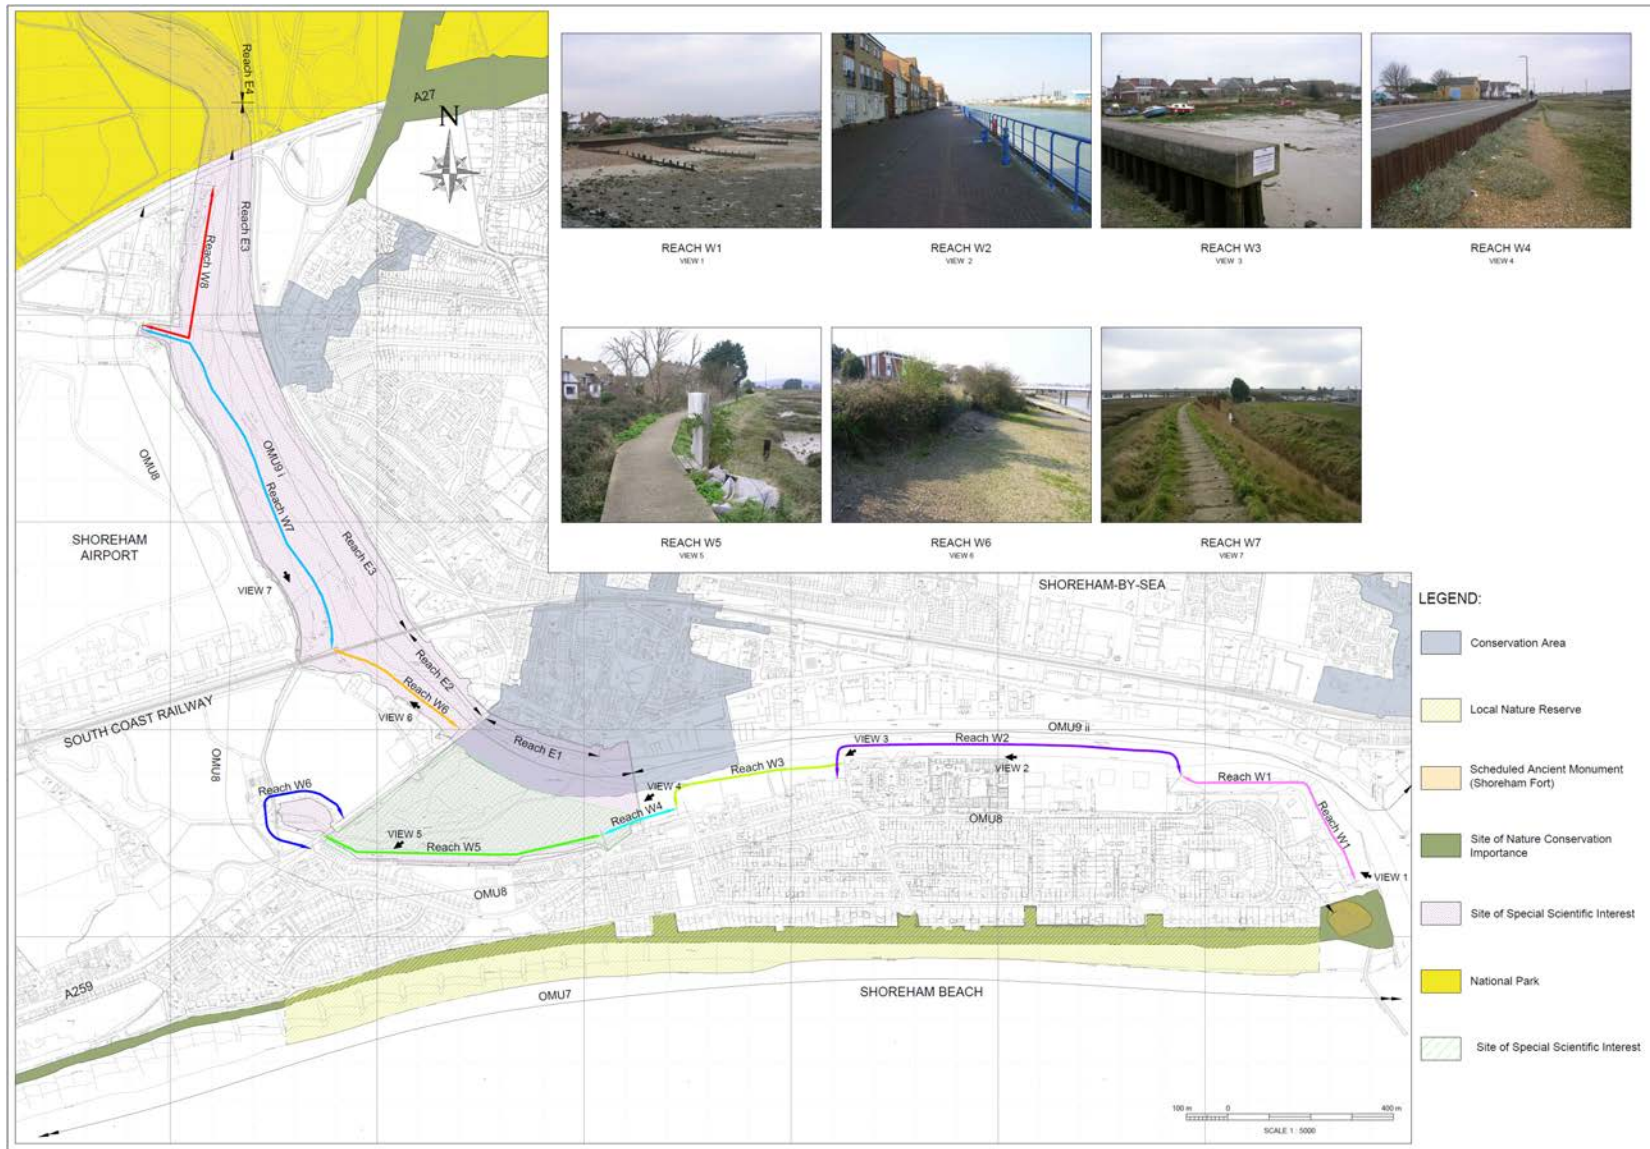 Reach E4
A27
N
Reach E3
Reach W8
OMU8
OMU9 i
Reach W7
SHOREHAM
AIRPORT
Reach E3
VIEW 7
Reach E2
Reach W6
VIEW 6
SOUTH COAST RAILWAY
OMU8
Reach E1
Reach W6
VIEW 5
Reach W5
VIEW 4
Reach W4
Reach W3
VIEW 3
Reach W2
VIEW 2
OMU9 ii
SHOREHAM-BY-SEA
Reach W1
Reach W1
VIEW 1
OMU8
OMU8
A259
OMU7
SHOREHAM BEACH
REACH W1
VIEW 1
REACH W2
VIEW 2
REACH W3
VIEW 3
REACH W4
VIEW 4
REACH W5
VIEW 5
REACH W6
VIEW 6
REACH W7
VIEW 7
LEGEND:
Conservation Area
Local Nature Reserve
Scheduled Ancient Monument
(Shoreham Fort)
Site of Nature Conservation
Importance
Site of Special Scientific Interest
National Park
Site of Special Scientific Interest
100 m 0 400 m
SCALE 1 : 5000